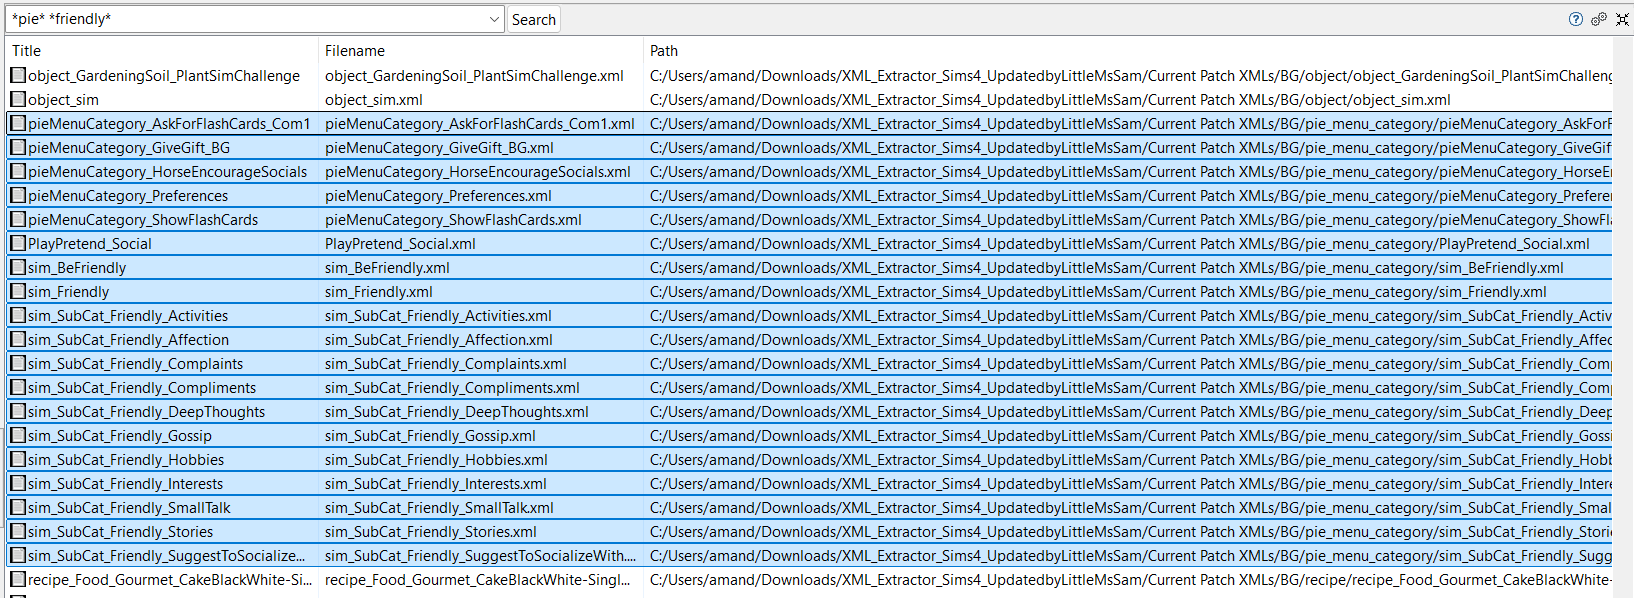 *pie* *friendly* Search
Title Filename Path
object_GardeningSoil_PlantSimChallenge object_GardeningSoil_PlantSimChallenge.xml C:/Users/amand/Downloads/XML_Extractor_Sims4_UpdatedbyLittleMsSam/Current Patch XMLs/BG/object/object_GardeningSoil_PlantSimChalleng
object_sim object_sim.xml C:/Users/amand/Downloads/XML_Extractor_Sims4_UpdatedbyLittleMsSam/Current Patch XMLs/BG/object/object_sim.xml
pieMenuCategory_AskForFlashCards_Com1 pieMenuCategory_AskForFlashCards_Com1.xml C:/Users/amand/Downloads/XML_Extractor_Sims4_UpdatedbyLittleMsSam/Current Patch XMLs/BG/pie_menu_category/pieMenuCategory_AskForF
pieMenuCategory_GiveGift_BG pieMenuCategory_GiveGift_BG.xml C:/Users/amand/Downloads/XML_Extractor_Sims4_UpdatedbyLittleMsSam/Current Patch XMLs/BG/pie_menu_category/pieMenuCategory_GiveGif
pieMenuCategory_HorseEncourageSocials pieMenuCategory_HorseEncourageSocials.xml C:/Users/amand/Downloads/XML_Extractor_Sims4_UpdatedbyLittleMsSam/Current Patch XMLs/BG/pie_menu_category/pieMenuCategory_HorseE
pieMenuCategory_Preferences pieMenuCategory_Preferences.xml C:/Users/amand/Downloads/XML_Extractor_Sims4_UpdatedbyLittleMsSam/Current Patch XMLs/BG/pie_menu_category/pieMenuCategory_Preferer
pieMenuCategory_ShowFlashCards pieMenuCategory_ShowFlashCards.xml C:/Users/amand/Downloads/XML_Extractor_Sims4_UpdatedbyLittleMsSam/Current Patch XMLs/BG/pie_menu_category/pieMenuCategory_ShowFl
PlayPretend_Social PlayPretend_Social.xml C:/Users/amand/Downloads/XML_Extractor_Sims4_UpdatedbyLittleMsSam/Current Patch XMLs/BG/pie_menu_category/PlayPretend_Social.xml
sim_BeFriendly sim_BeFriendly.xml C:/Users/amand/Downloads/XML_Extractor_Sims4_UpdatedbyLittleMsSam/Current Patch XMLs/BG/pie_menu_category/sim_BeFriendly.xml
sim_Friendly sim_Friendly.xml C:/Users/amand/Downloads/XML_Extractor_Sims4_UpdatedbyLittleMsSam/Current Patch XMLs/BG/pie_menu_category/sim_Friendly.xml
sim_SubCat_Friendly_Activities sim_SubCat_Friendly_Activities.xml C:/Users/amand/Downloads/XML_Extractor_Sims4_UpdatedbyLittleMsSam/Current Patch XMLs/BG/pie_menu_category/sim_SubCat_Friendly_Activ
sim_SubCat_Friendly_Affection sim_SubCat_Friendly_Affection.xml C:/Users/amand/Downloads/XML_Extractor_Sims4_UpdatedbyLittleMsSam/Current Patch XMLs/BG/pie_menu_category/sim_SubCat_Friendly_Affec
sim_SubCat_Friendly_Complaints sim_SubCat_Friendly_Complaints.xml C:/Users/amand/Downloads/XML_Extractor_Sims4_UpdatedbyLittleMsSam/Current Patch XMLs/BG/pie_menu_category/sim_SubCat_Friendly_Comp
sim_SubCat_Friendly_Compliments sim_SubCat_Friendly_Compliments.xml C:/Users/amand/Downloads/XML_Extractor_Sims4_UpdatedbyLittleMsSam/Current Patch XMLs/BG/pie_menu_category/sim_SubCat_Friendly_Comp
sim_SubCat_Friendly_DeepThoughts sim_SubCat_Friendly_DeepThoughts.xml C:/Users/amand/Downloads/XML_Extractor_Sims4_UpdatedbyLittleMsSam/Current Patch XMLs/BG/pie_menu_category/sim_SubCat_Friendly_Deep
sim_SubCat_Friendly_Gossip sim_SubCat_Friendly_Gossip.xml C:/Users/amand/Downloads/XML_Extractor_Sims4_UpdatedbyLittleMsSam/Current Patch XMLs/BG/pie_menu_category/sim_SubCat_Friendly_Gossi
sim_SubCat_Friendly_Hobbies sim_SubCat_Friendly_Hobbies.xml C:/Users/amand/Downloads/XML_Extractor_Sims4_UpdatedbyLittleMsSam/Current Patch XMLs/BG/pie_menu_category/sim_SubCat_Friendly_Hobb
sim_SubCat_Friendly_Interests sim_SubCat_Friendly_Interests.xml C:/Users/amand/Downloads/XML_Extractor_Sims4_UpdatedbyLittleMsSam/Current Patch XMLs/BG/pie_menu_category/sim_SubCat_Friendly_Intere
sim_SubCat_Friendly_SmallTalk sim_SubCat_Friendly_SmallTalk.xml C:/Users/amand/Downloads/XML_Extractor_Sims4_UpdatedbyLittleMsSam/Current Patch XMLs/BG/pie_menu_category/sim_SubCat_Friendly_Smal
sim_SubCat_Friendly_Stories sim_SubCat_Friendly_Stories.xml C:/Users/amand/Downloads/XML_Extractor_Sims4_UpdatedbyLittleMsSam/Current Patch XMLs/BG/pie_menu_category/sim_SubCat_Friendly_Stori
sim_SubCat_Friendly_SuggestToSocialize... sim_SubCat_Friendly_SuggestToSocializeWith.... C:/Users/amand/Downloads/XML_Extractor_Sims4_UpdatedbyLittleMsSam/Current Patch XMLs/BG/pie_menu_category/sim_SubCat_Friendly_Sugg
recipe_Food_Gourmet_CakeBlackWhite-Si... recipe_Food_Gourmet_CakeBlackWhite-Singl... C:/Users/amand/Downloads/XML_Extractor_Sims4_UpdatedbyLittleMsSam/Current Patch XMLs/BG/recipe/recipe_Food_Gourmet_CakeBlackWhite-